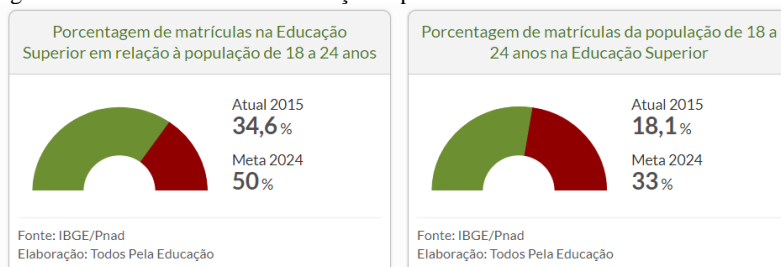 Porcentagem de matrículas na Educação
Superior em relação à população de 18 a 24 anos
Atual 2015
34,6 %
Meta 2024
50 %
Fonte: IBGE/Pnad
Elaboração: Todos Pela Educação
Porcentagem de matrículas da população de 18 a
24 anos na Educação Superior
Atual 2015
18,1 %
Meta 2024
33 %
Fonte: IBGE/Pnad
Elaboração: Todos Pela Educação